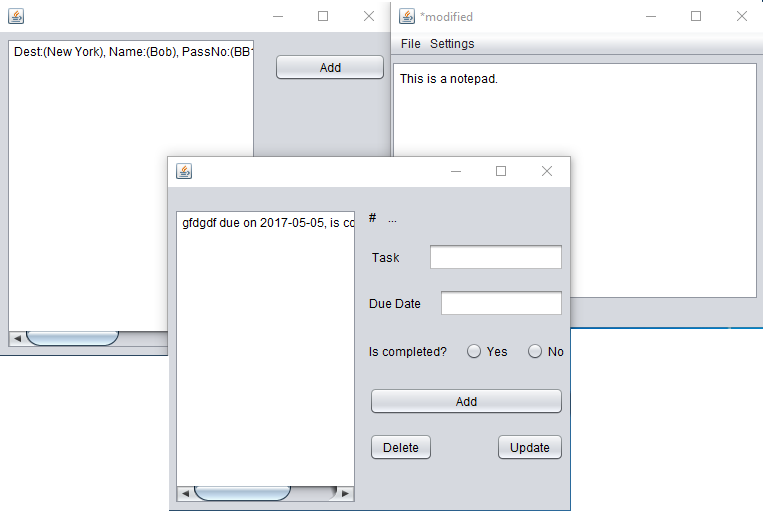 Dest:(New York), Name:(Bob), PassNo:(BB
Add
*modified
File Settings
This is a notepad.
gfdgdf due on 2017-05-05, is
# ...
Task
Due Date
Is completed? Yes No
Add
Delete Update